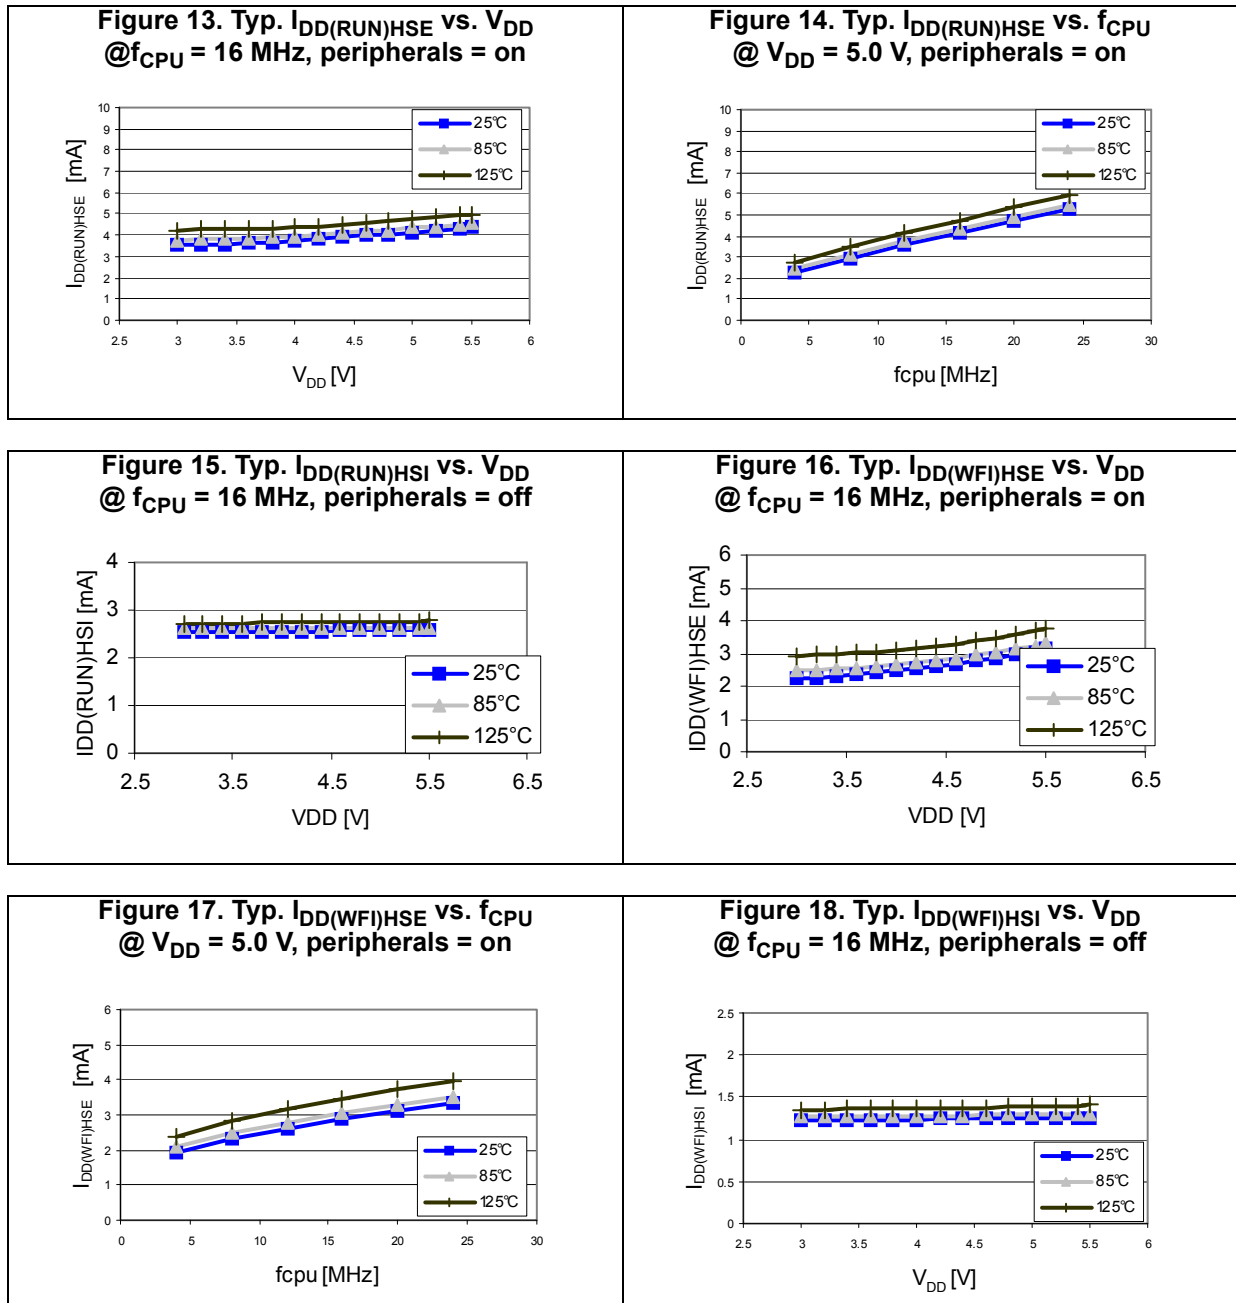 Figure 13. Typ. IDD(RUN)HSE vs. VDD
@fCPU = 16 MHz, peripherals = on
10
9
8
7
6
5
4
3
2
1
0
IDD(RUN)HSE [mA]
25°C
85°C
125°C
2.5 3 3.5 4 4.5 5 5.5 6
VDD [V]
Figure 14. Typ. IDD(RUN)HSE vs. fCPU
@ VDD = 5.0 V, peripherals = on
10
9
8
7
6
5
4
3
2
1
0
IDD(RUN)HSE [mA]
25°C
85°C
125°C
0 5 10 15 20 25 30
fcpu [MHz]
Figure 15. Typ. IDD(RUN)HSI vs. VDD
@ fCPU = 16 MHz, peripherals = off
4
3
2
1
0
IDD(RUN)HSI [mA]
25°C
85°C
125°C
2.5 3.5 4.5 5.5 6.5
VDD [V]
Figure 16. Typ. IDD(WFI)HSE vs. VDD
@ fCPU = 16 MHz, peripherals = on
6
5
4
3
2
1
0
IDD(WFI)HSE [mA]
25°C
85°C
125°C
2.5 3.5 4.5 5.5 6.5
VDD [V]
Figure 17. Typ. IDD(WFI)HSE vs. fCPU
@ VDD = 5.0 V, peripherals = on
6
5
4
3
2
1
0
IDD(WFI)HSE [mA]
25°C
85°C
125°C
0 5 10 15 20 25 30
fcpu [MHz]
Figure 18. Typ. IDD(WFI)HSI vs. VDD
@ fCPU = 16 MHz, peripherals = off
2.5
2
1.5
1
0.5
0
IDD(WFI)HSI [mA]
25°C
85°C
125°C
2.5 3 3.5 4 4.5 5 5.5 6
VDD [V]